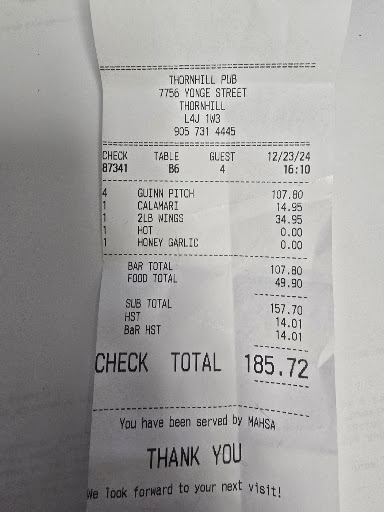 THORNHILL PUB
7756 YONGE STREET
THORNHILL
L4J 1W3
905 731 4445
CHECK TABLE GUEST 12/23/24
87341 B6 4 16:10
4 GUINN PITCH 107.80
1 CALAMARI 14.95
1 2LB WINGS 34.95
1 HOT 0.00
1 HONEY GARLIC 0.00
BAR TOTAL 107.80
FOOD TOTAL 49.90
SUB TOTAL 157.70
HST 14.01
BaR HST 14.01
CHECK TOTAL 185.72
You have been served by MAHSA
THANK YOU
We look forward to your next visit!